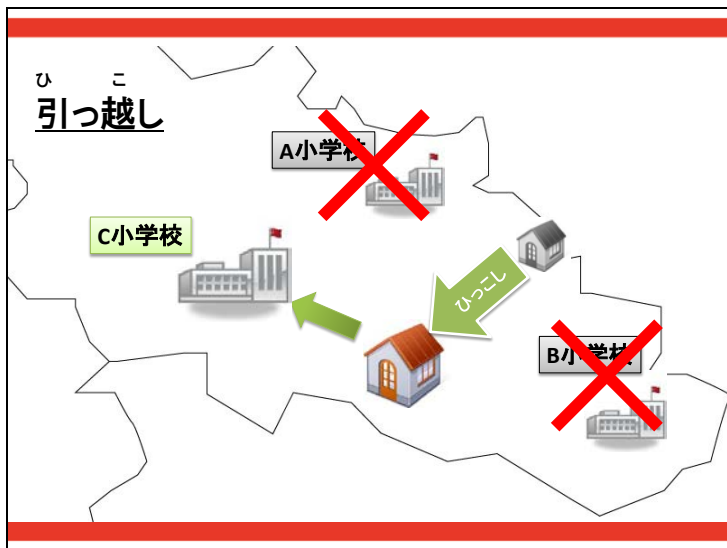 ひ こ
引っ越し
A小学校
C小学校
ひっこし
B小学校